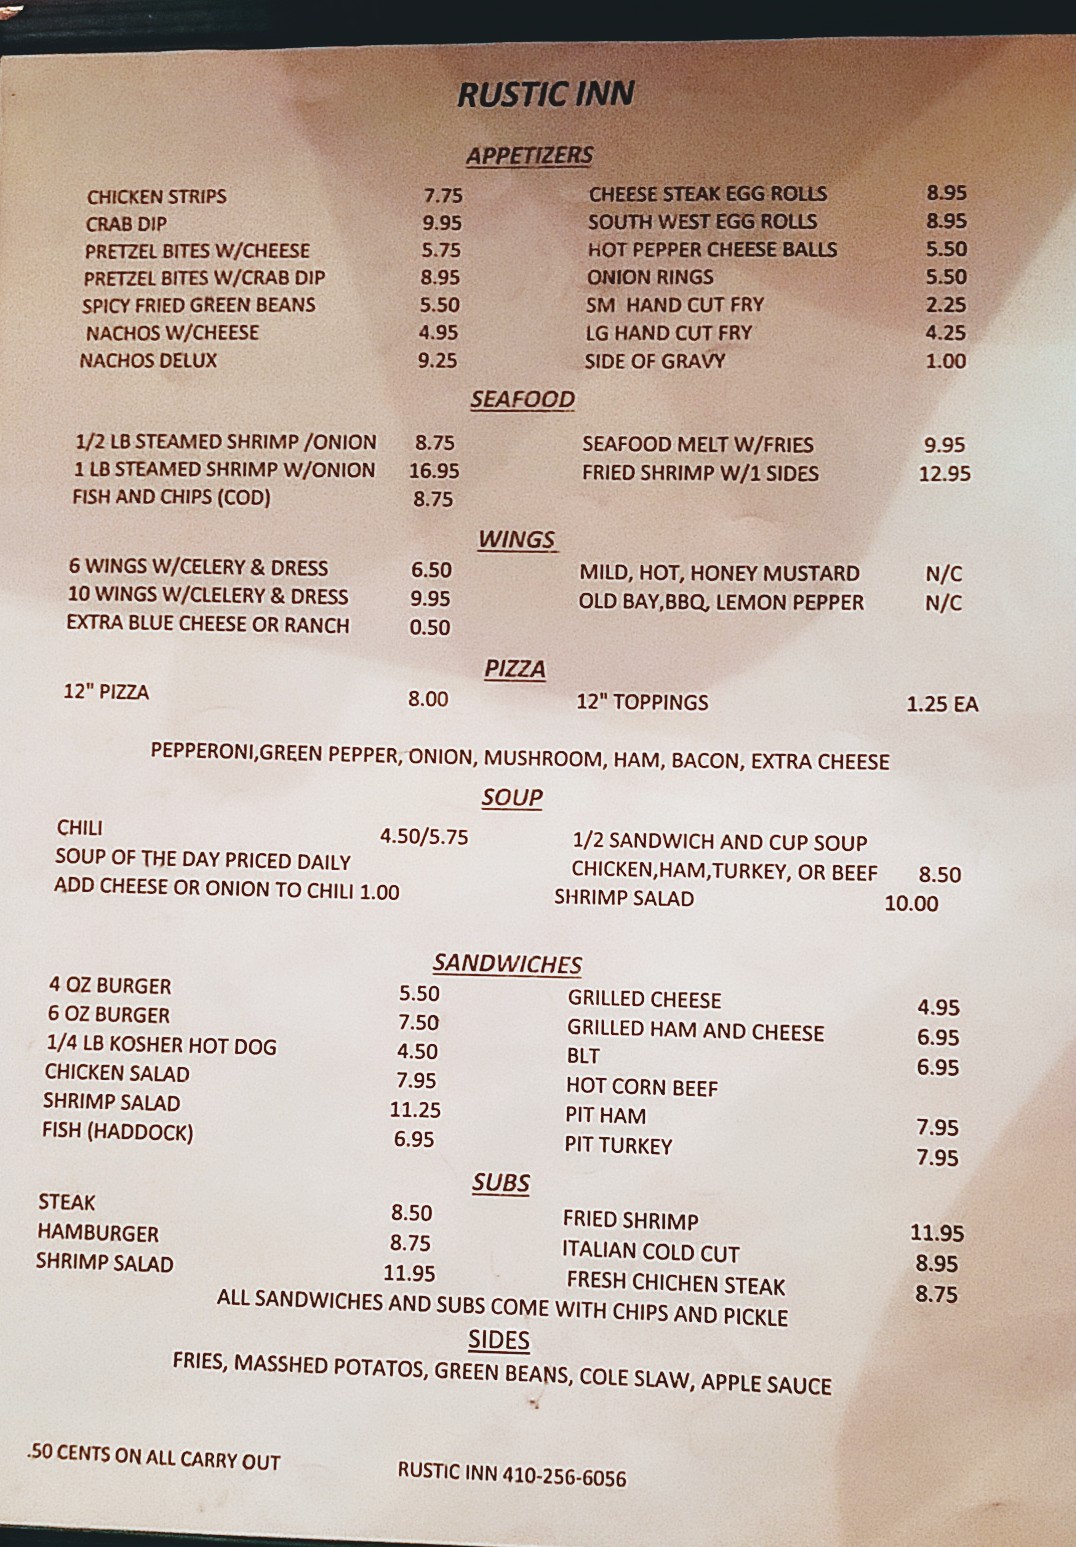 RUSTIC INN
APPETIZERS
CHICKEN STRIPS 7.75 CHEESE STEAK EGG ROLLS 8.95
CRAB DIP 9.95 SOUTH WEST EGG ROLLS 8.95
PRETZEL BITES W/CHEESE 5.75 HOT PEPPER CHEESE BALLS 5.50
PRETZEL BITES W/CRAB DIP 8.95 ONION RINGS 5.50
SPICY FRIED GREEN BEANS 5.50 SM HAND CUT FRY 2.25
NACHOS W/CHEESE 4.95 LG HAND CUT FRY 4.25
NACHOS DELUX 9.25 SIDE OF GRAVY 1.00
SEAFOOD
1/2 LB STEAMED SHRIMP /ONION 8.75 SEAFOOD MELT W/FRIES 9.95
1 LB STEAMED SHRIMP W/ONION 16.95 FRIED SHRIMP W/1 SIDES 12.95
FISH AND CHIPS (COD) 8.75
WINGS
6 WINGS W/CELERY & DRESS 6.50 MILD, HOT, HONEY MUSTARD N/C
10 WINGS W/CLELERY & DRESS 9.95 OLD BAY,BBQ, LEMON PEPPER N/C
EXTRA BLUE CHEESE OR RANCH 0.50
PIZZA
12" PIZZA 8.00 12" TOPPINGS 1.25 EA
PEPPERONI,GREEN PEPPER, ONION, MUSHROOM, HAM, BACON, EXTRA CHEESE
SOUP
CHILI 4.50/5.75 1/2 SANDWICH AND CUP SOUP
SOUP OF THE DAY PRICED DAILY CHICKEN,HAM,TURKEY, OR BEEF 8.50
ADD CHEESE OR ONION TO CHILI 1.00 SHRIMP SALAD 10.00
SANDWICHES
4 OZ BURGER 5.50 GRILLED CHEESE 4.95
6 OZ BURGER 7.50 GRILLED HAM AND CHEESE 6.95
1/4 LB KOSHER HOT DOG 4.50 BLT 6.95
CHICKEN SALAD 7.95 HOT CORN BEEF
SHRIMP SALAD 11.25 PIT HAM 7.95
FISH (HADDOCK) 6.95 PIT TURKEY 7.95
SUBS
STEAK 8.50 FRIED SHRIMP 11.95
HAMBURGER 8.75 ITALIAN COLD CUT 8.95
SHRIMP SALAD 11.95 FRESH CHICHEN STEAK 8.75
ALL SANDWICHES AND SUBS COME WITH CHIPS AND PICKLE
SIDES
FRIES, MASSHED POTATOS, GREEN BEANS, COLE SLAW, APPLE SAUCE
.50 CENTS ON ALL CARRY OUT RUSTIC INN 410-256-6056